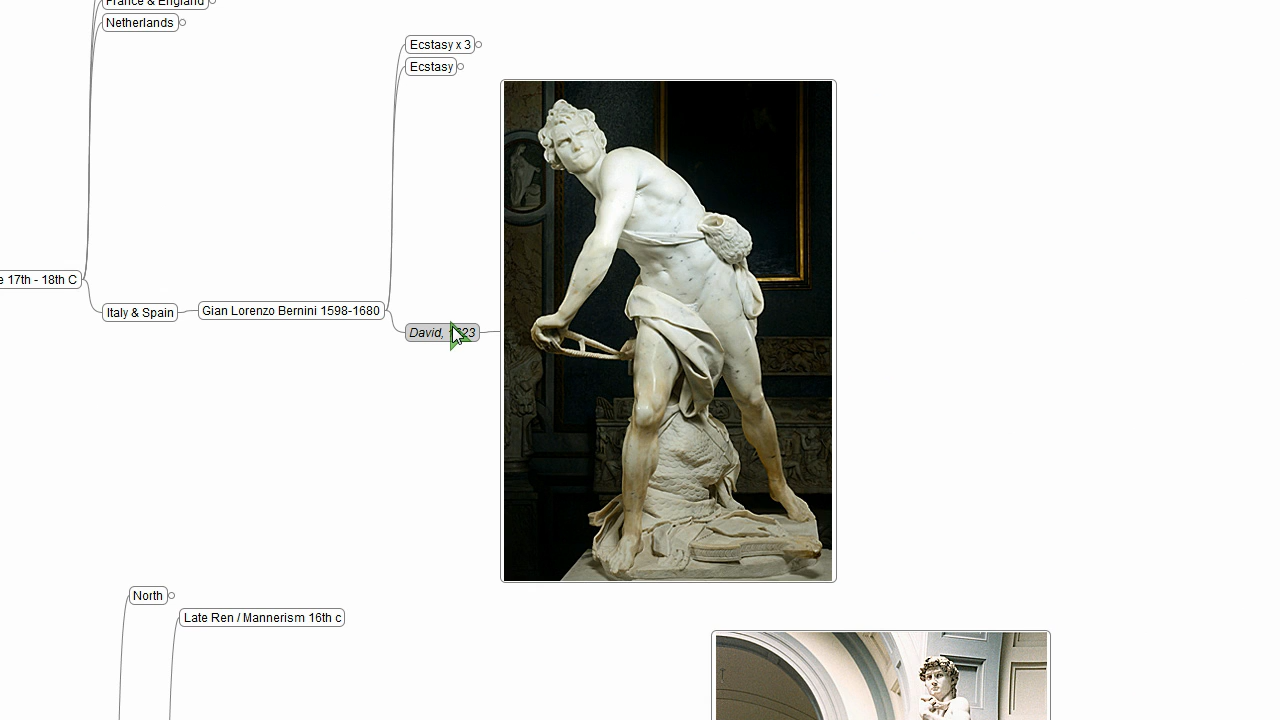 France & England
Netherlands
Ecstasy x 3
Ecstasy
17th - 18th C
Italy & Spain
Gian Lorenzo Bernini 1598-1680
David,
North
Late Ren / Mannerism 16th c